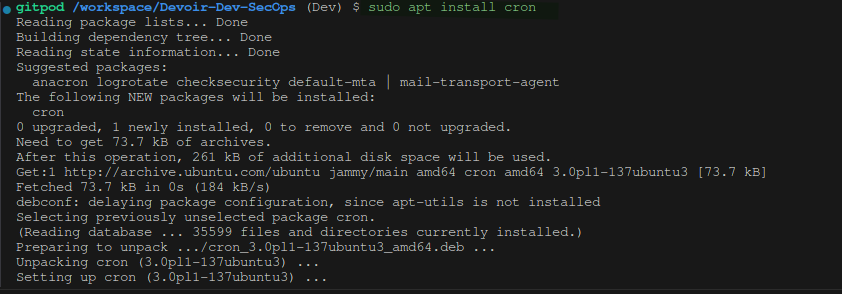 gitpod /workspace/Devoir-Dev-SecOps (Dev) $ sudo apt install cron
Reading package lists... Done
Building dependency tree... Done
Reading state information... Done
Suggested packages:
  anacron logrotate checksecurity default-mta | mail-transport-agent
The following NEW packages will be installed:
  cron
0 upgraded, 1 newly installed, 0 to remove and 0 not upgraded.
Need to get 73.7 kB of archives.
After this operation, 261 kB of additional disk space will be used.
Get:1 http://archive.ubuntu.com/ubuntu jammy/main amd64 cron amd64 3.0pl1-137ubuntu3 [73.7 kB]
Fetched 73.7 kB in 0s (184 kB/s)
debconf: delaying package configuration, since apt-utils is not installed
Selecting previously unselected package cron.
(Reading database ... 35599 files and directories currently installed.)
Preparing to unpack .../cron_3.0pl1-137ubuntu3_amd64.deb ...
Unpacking cron (3.0pl1-137ubuntu3) ...
Setting up cron (3.0pl1-137ubuntu3) ...